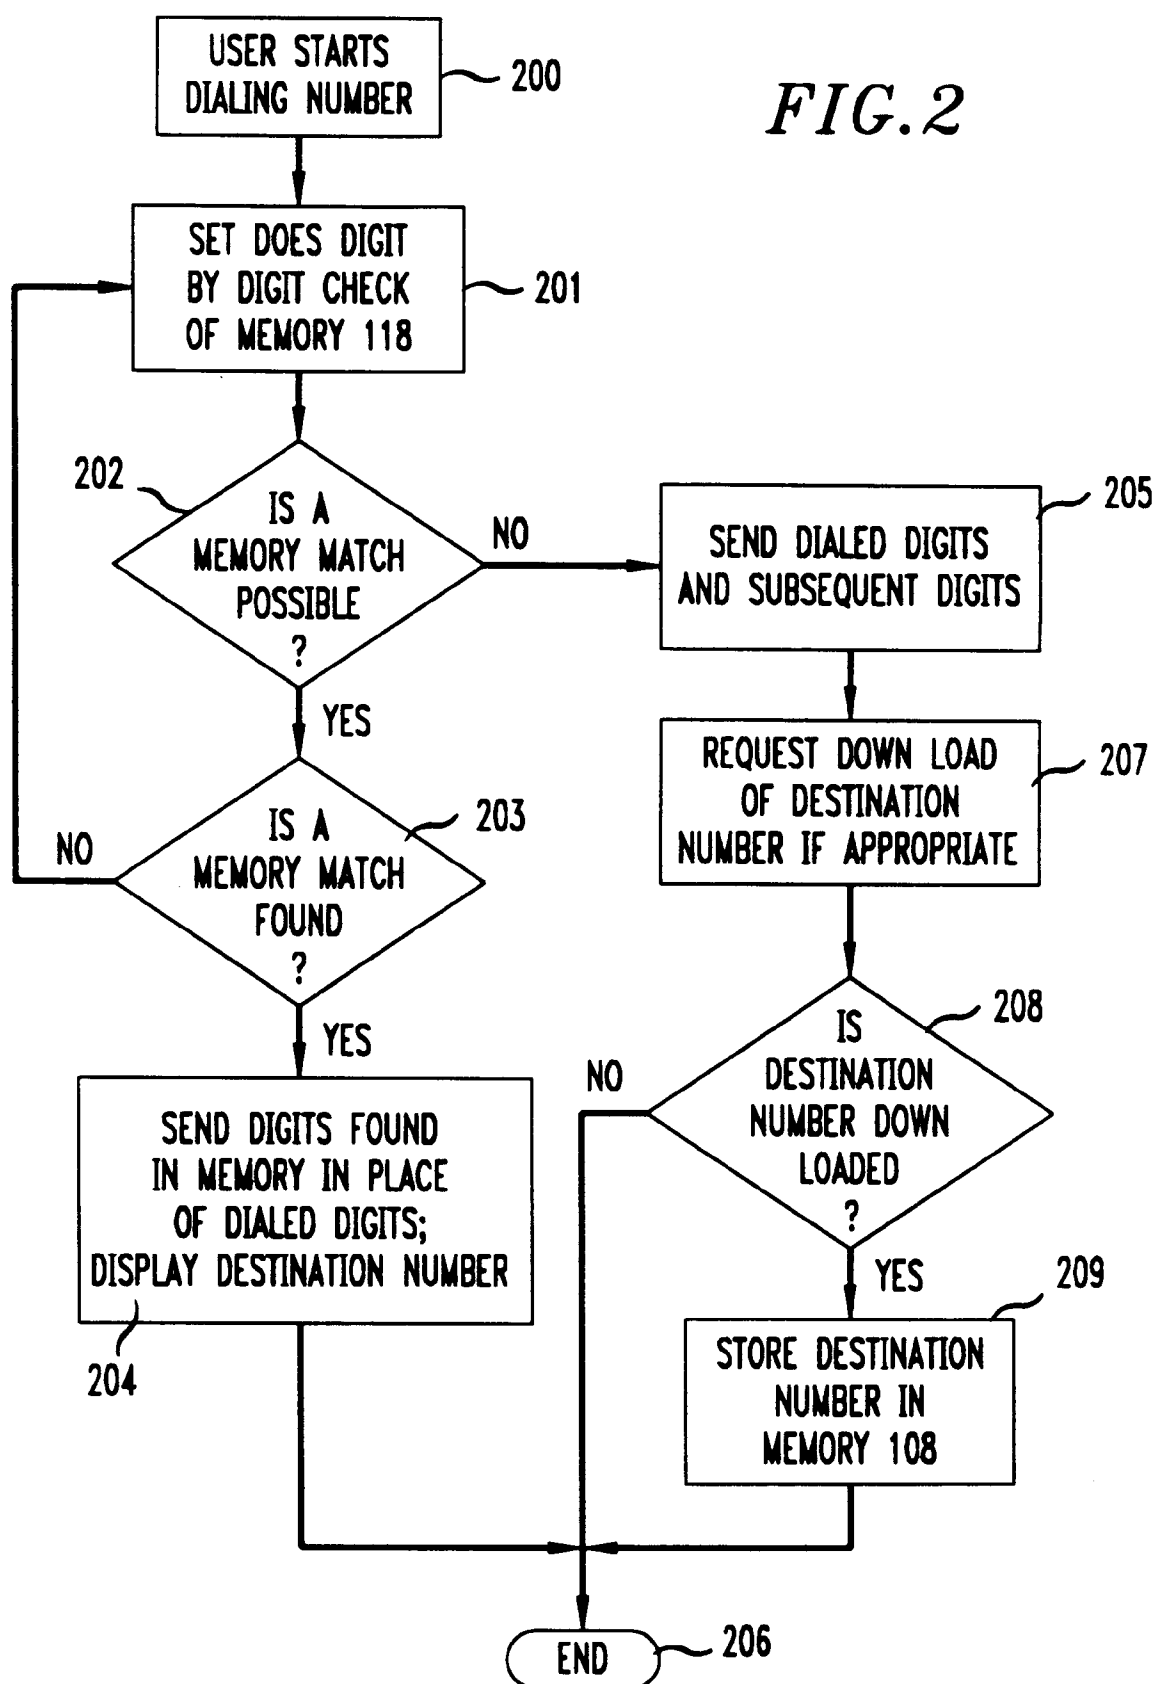 FIG.2
USER STARTS
DIALING NUMBER
200
SET DOES DIGIT
BY DIGIT CHECK
OF MEMORY 118
201
202
IS A
MEMORY MATCH
POSSIBLE
?
NO
YES
IS A
MEMORY MATCH
FOUND
?
203
NO
YES
SEND DIGITS FOUND
IN MEMORY IN PLACE
OF DIALED DIGITS;
DISPLAY DESTINATION NUMBER
204
SEND DIALED DIGITS
AND SUBSEQUENT DIGITS
205
REQUEST DOWN LOAD
OF DESTINATION
NUMBER IF APPROPRIATE
207
IS
DESTINATION
NUMBER DOWN
LOADED
?
208
NO
YES
STORE DESTINATION
NUMBER IN
MEMORY 108
209
END
206